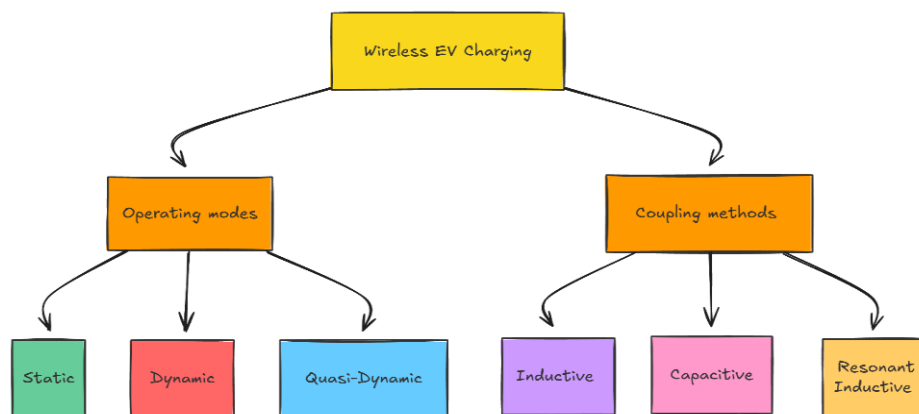 Wireless EV Charging
Operating modes
Coupling methods
Static
Dynamic
Quasi-Dynamic
Inductive
Capacitive
Resonant
Inductive